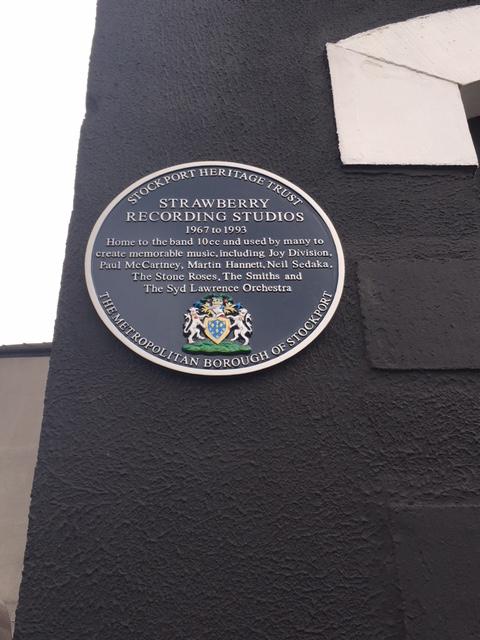 STOCKPORT HERITAGE TRUST
STRAWBERRY
RECORDING STUDIOS
1967 to 1993
Home to the band 10cc and used by many to
create memorable music, including Joy Division,
Paul McCartney, Martin Hannett, Neil Sedaka,
The Stone Roses, The Smiths and
The Syd Lawrence Orchestra
THE METROPOLITAN BOROUGH OF STOCKPORT